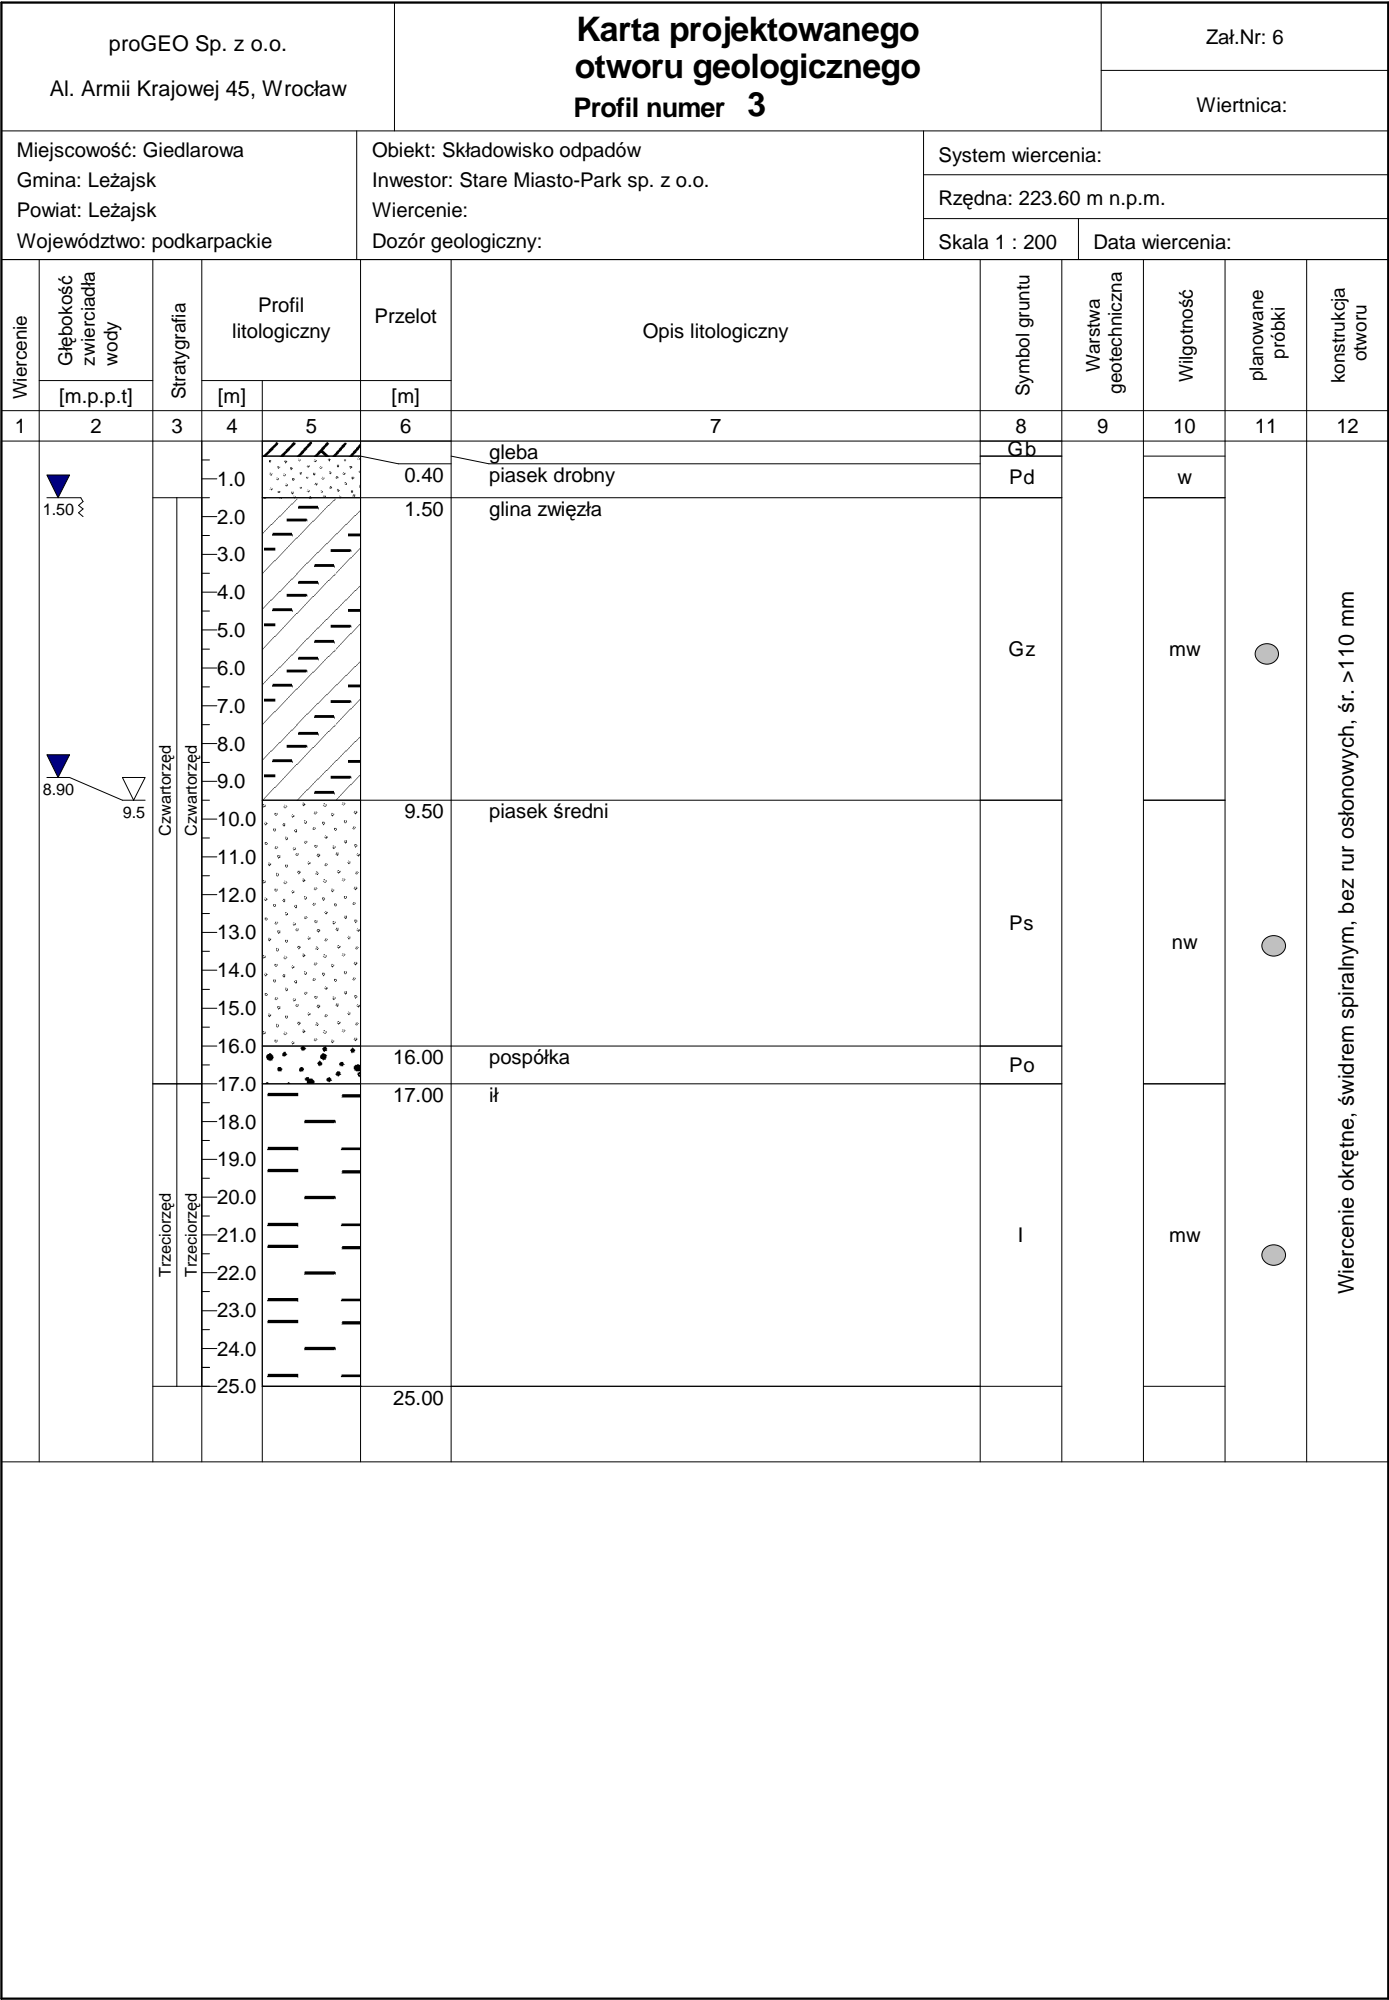 proGEO Sp. z o.o.
Al. Armii Krajowej 45, Wrocław
Karta projektowanego
otworu geologicznego
Profil numer 3
Zał.Nr: 6
Wiertnica:
Miejscowość: Giedlarowa
Gmina: Leżajsk
Powiat: Leżajsk
Województwo: podkarpackie
Obiekt: Składowisko odpadów
Inwestor: Stare Miasto-Park sp. z o.o.
Wiercenie:
Dozór geologiczny:
System wiercenia:
Rzędna: 223.60 m n.p.m.
Skala 1 : 200
Data wiercenia:
Wiercenie
Głębokość
zwierciadła
wody
[m.p.p.t]
Stratygrafia
Profil
litologiczny
[m]
Przelot
[m]
Opis litologiczny
Symbol gruntu
Warstwa
geotechniczna
Wilgotność
planowane
próbki
konstrukcja
otworu
1 2 3 4 5 6 7 8 9 10 11 12
gleba Gb
1.0 0.40 piasek drobny Pd w
1.50 1.50 glina zwięzła
2.0
3.0
4.0
5.0
Gz mw
6.0
7.0
8.0
9.0
8.90
9.5
Czwartorzęd
Czwartorzęd
9.50 piasek średni
10.0
11.0
12.0
13.0
Ps
nw
14.0
15.0
16.0
16.00 pospółka Po
17.0
17.00 ił
18.0
19.0
20.0
21.0
I mw
Trzeciorzęd
Trzeciorzęd
22.0
23.0
24.0
25.0
25.00
Wiercenie okrętne, świdrem spiralnym, bez rur osłonowych, śr. >110 mm